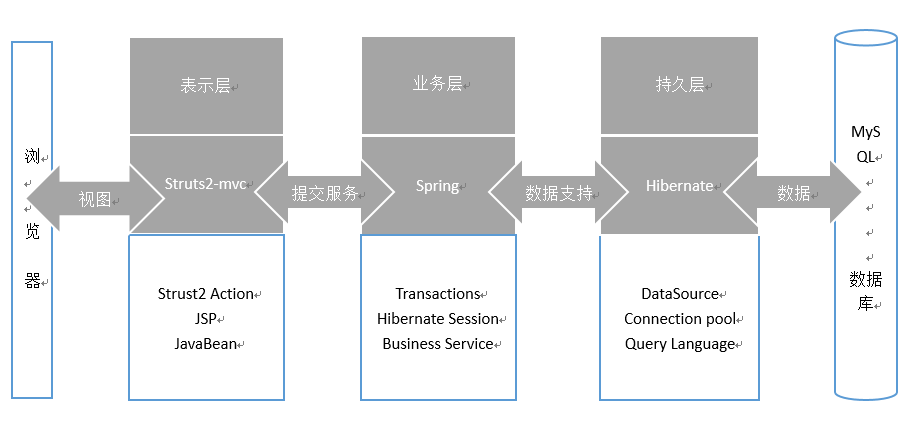 浏
览
器
视图
表示层
Struts2-mvc
Strust2 Action
JSP
JavaBean
提交服务
业务层
Spring
Transactions
Hibernate Session
Business Service
数据支持
持久层
Hibernate
DataSource
Connection pool
Query Language
数据
MyS
QL
数据
库